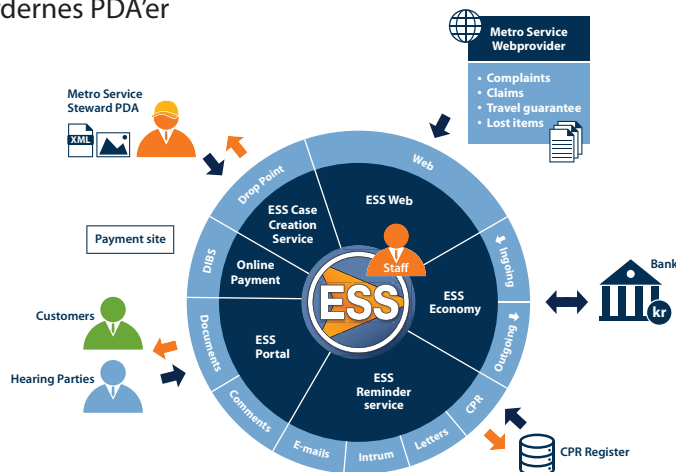 dernes PDA'er
Metro Service
Webprovider
• Complaints
• Claims
• Travel guarantee
• Lost items
Metro Service
Steward PDA
XML
Drop Point
Web
ESS Case
Creation
Service
ESS Web
Staff
Payment site
DIBS
Online
Payment
ESS
ESS
Economy
Ingoing
Outgoing
Bank
kr
Customers
Hearing Parties
Documents
ESS
Portal
ESS
Reminder
service
Comments
E-mails
Intrum
Letters
CPR
CPR Register